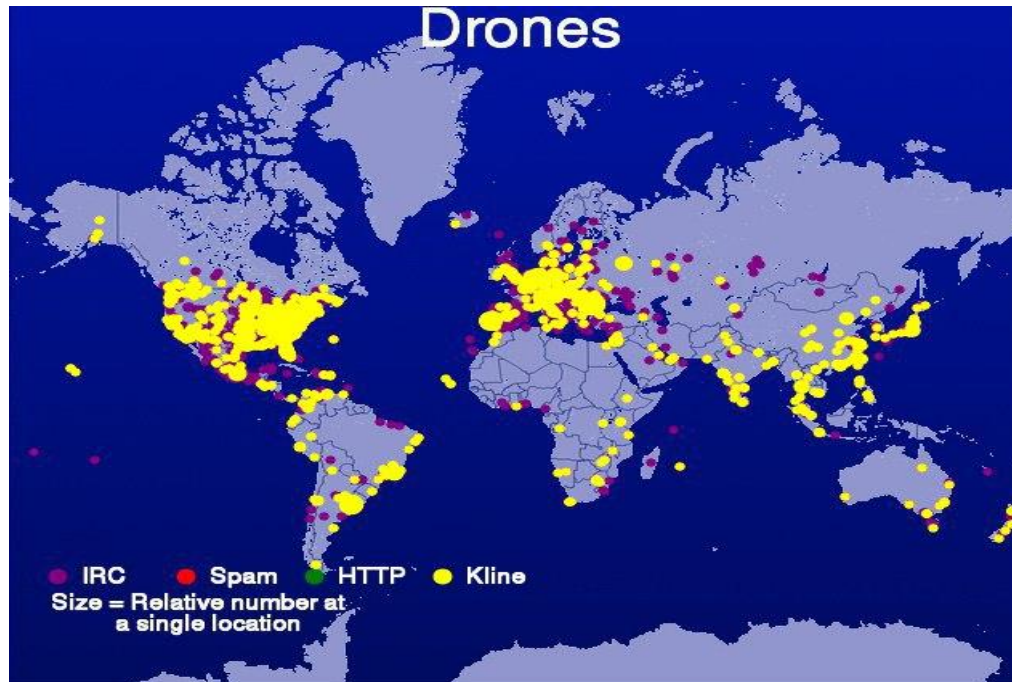 Drones
IRC Spam HTTP Kline
Size = Relative number at
a single location